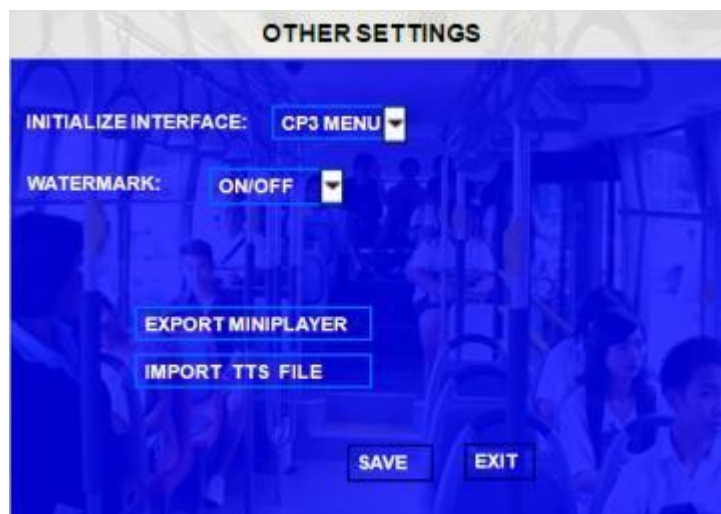 OTHER SETTINGS
INITIALIZE INTERFACE: CP3 MENU
WATERMARK: ON/OFF
EXPORT MINIPLAYER
IMPORT TTS FILE
SAVE EXIT